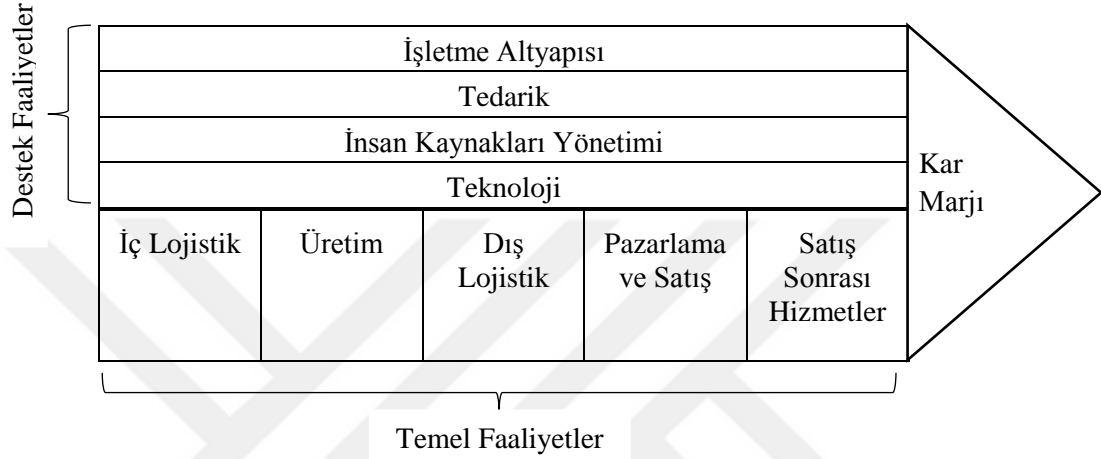 Destek Faaliyetler
İşletme Altyapısı
Tedarik
İnsan Kaynakları Yönetimi
Teknoloji
İç Lojistik
Üretim
Dış
Lojistik
Pazarlama
ve Satış
Satış
Sonrası
Hizmetler
Kar
Marjı
Temel Faaliyetler